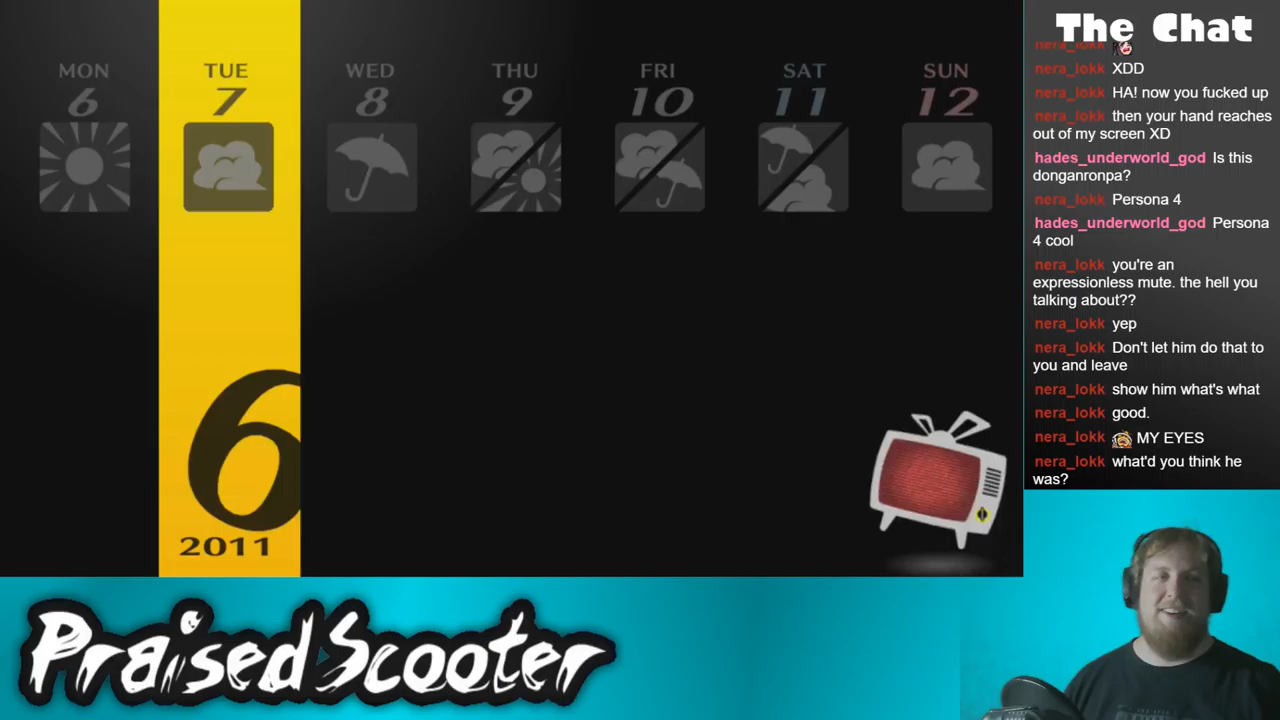 MON TUE WED THU FRI SAT SUN
6 7 8 9 10 11 12
6
2011
PraisedScooter
The Chat
nera_lokk
nera_lokk XDD
nera_lokk HA! now you fucked up
nera_lokk then your hand reaches
out of my screen XD
hades_underworld_god Is this
donganronpa?
nera_lokk Persona 4
hades_underworld_god Persona
4 cool
nera_lokk you're an
expressionless mute. the hell you
talking about??
nera_lokk yep
nera_lokk Don't let him do that to
you and leave
nera_lokk show him what's what
nera_lokk good.
nera_lokk MY EYES
nera_lokk what'd you think he
was?